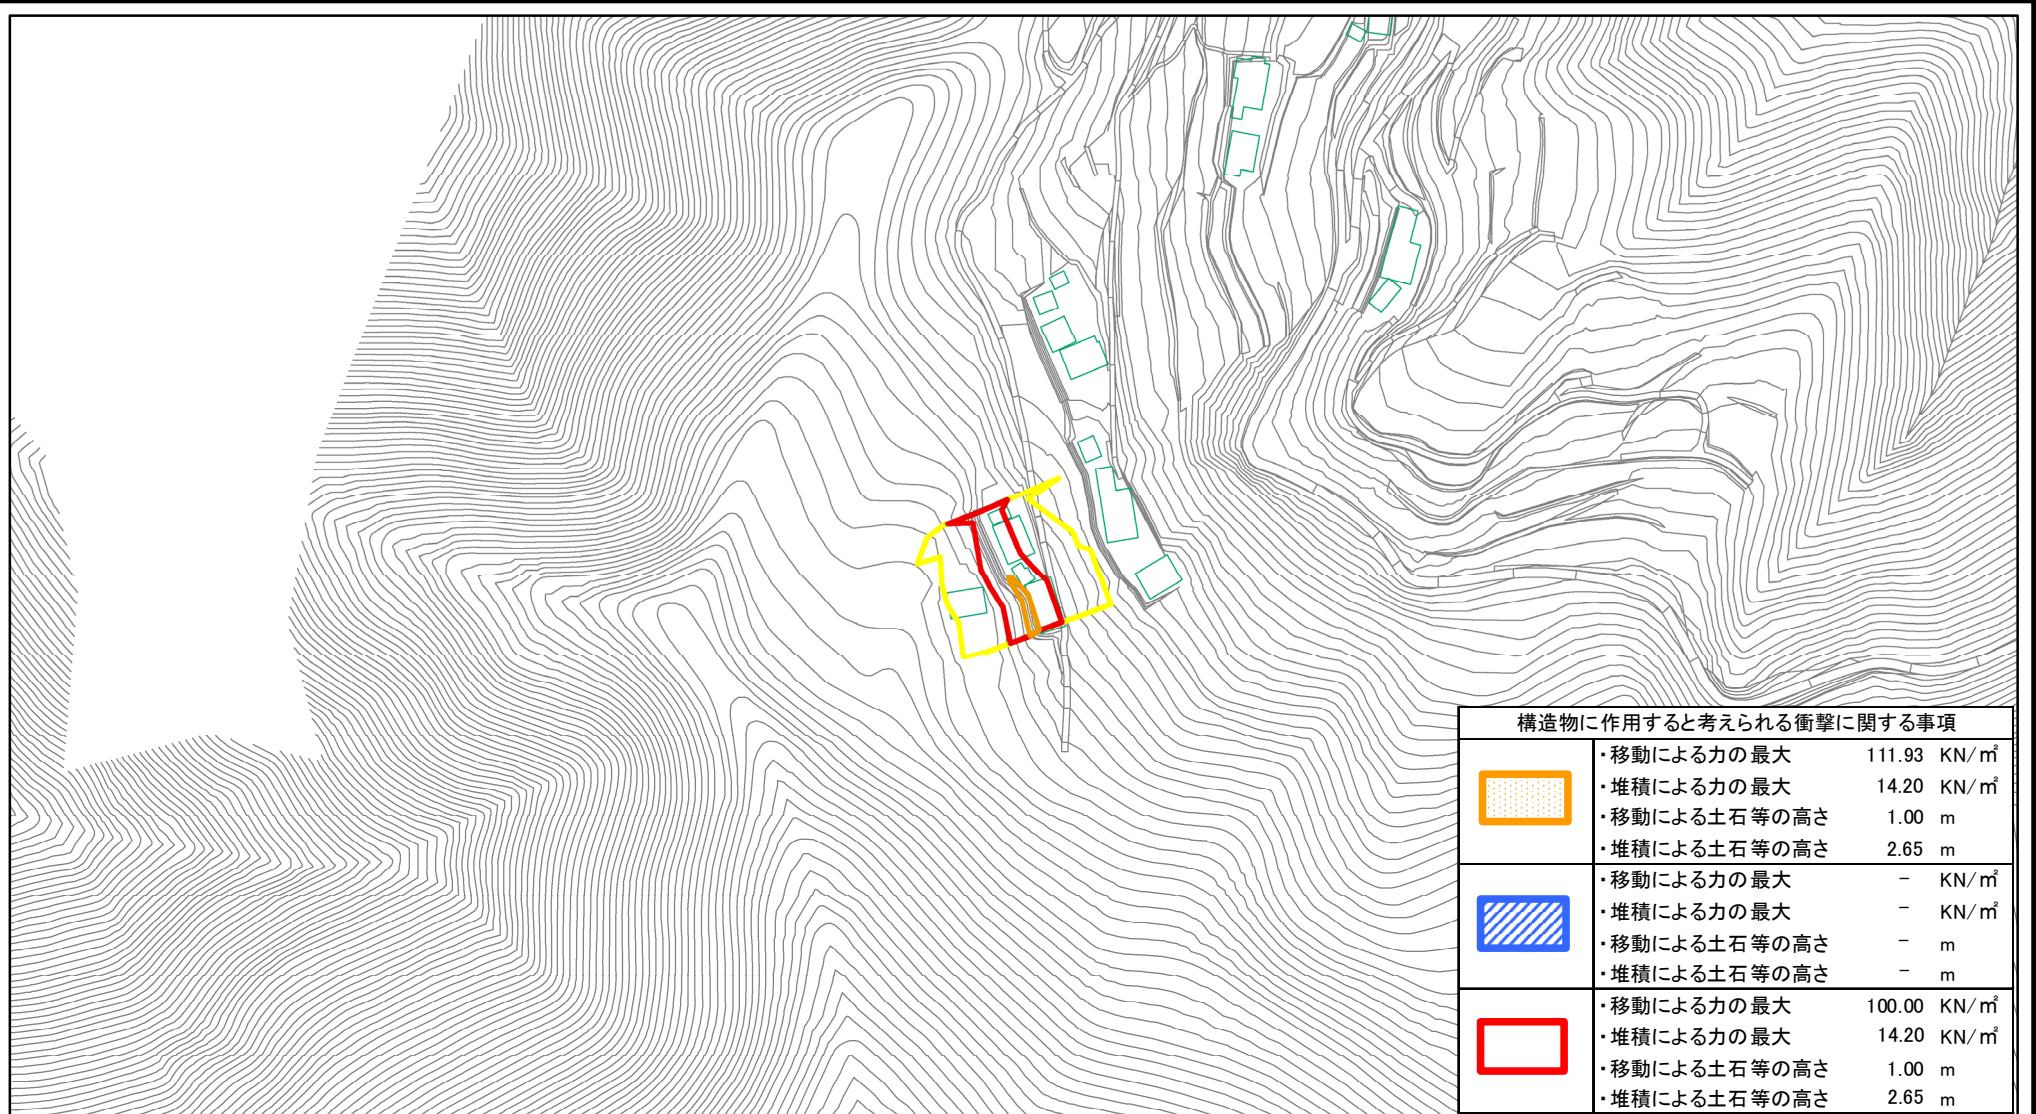 構造物に作用すると考えられる衝撃に関する事項
・移動による力の最大 111.93 KN/㎡
・堆積による力の最大 14.20 KN/㎡
・移動による土石等の高さ 1.00 m
・堆積による土石等の高さ 2.65 m
・移動による力の最大 - KN/㎡
・堆積による力の最大 - KN/㎡
・移動による土石等の高さ - m
・堆積による土石等の高さ - m
・移動による力の最大 100.00 KN/㎡
・堆積による力の最大 14.20 KN/㎡
・移動による土石等の高さ 1.00 m
・堆積による土石等の高さ 2.65 m